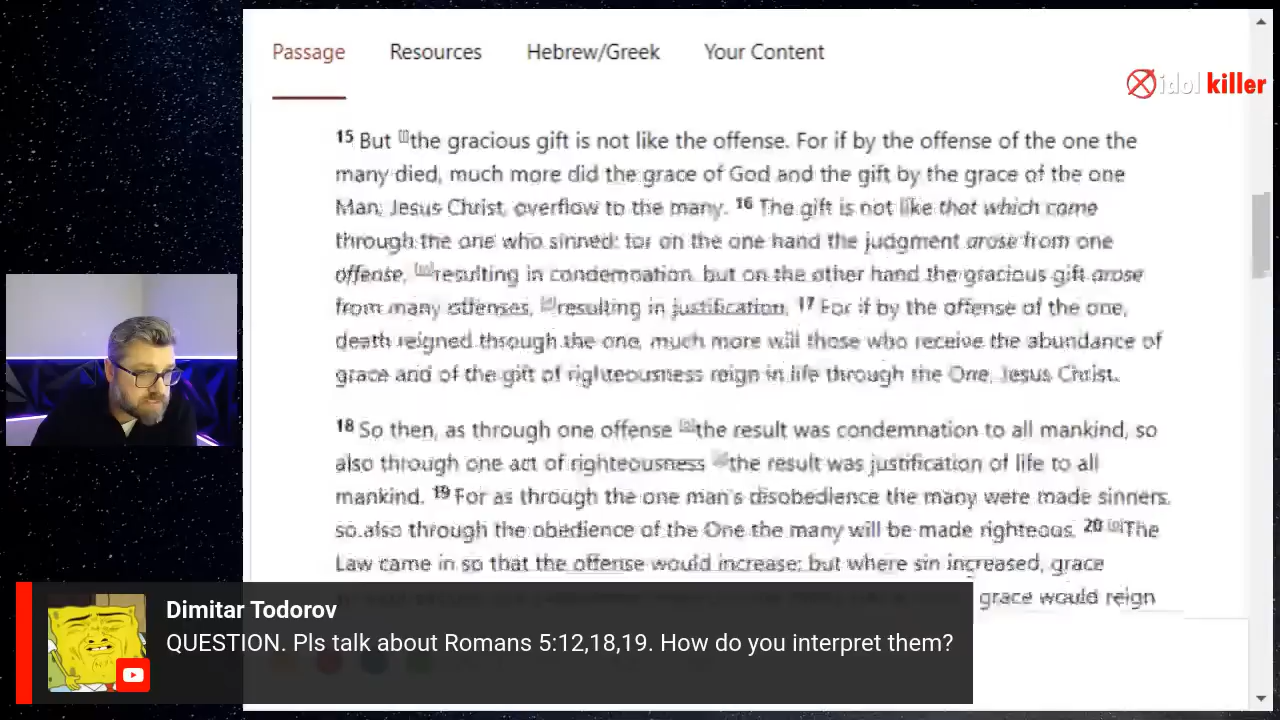 Passage Resources Hebrew/Greek Your Content
idol killer
15 But the gracious gift is not like the offense. For if by the offense of the one the
many died, much more did the grace of God and the gift by the grace of the one
Man, Jesus Christ, overflow to the many. 16 The gift is not like that which came
through the one who sinned; for on the one hand the judgment arose from one
offense, resulting in condemnation, but on the other hand the gracious gift arose
from many offenses, resulting in justification. 17 For if by the offense of the one,
death reigned through the one, much more will those who receive the abundance of
grace and of the gift of righteousness reign in life through the One, Jesus Christ.
18 So then, as through one offense the result was condemnation to all mankind, so
also through one act of righteousness the result was justification of life to all
mankind. 19 For as through the one man's disobedience the many were made sinners,
so also through the obedience of the One the many will be made righteous. 20 The
Law came in so that the offense would increase; but where sin increased, grace
grace would reign
Dimitar Todorov
QUESTION. Pls talk about Romans 5:12,18,19. How do you interpret them?